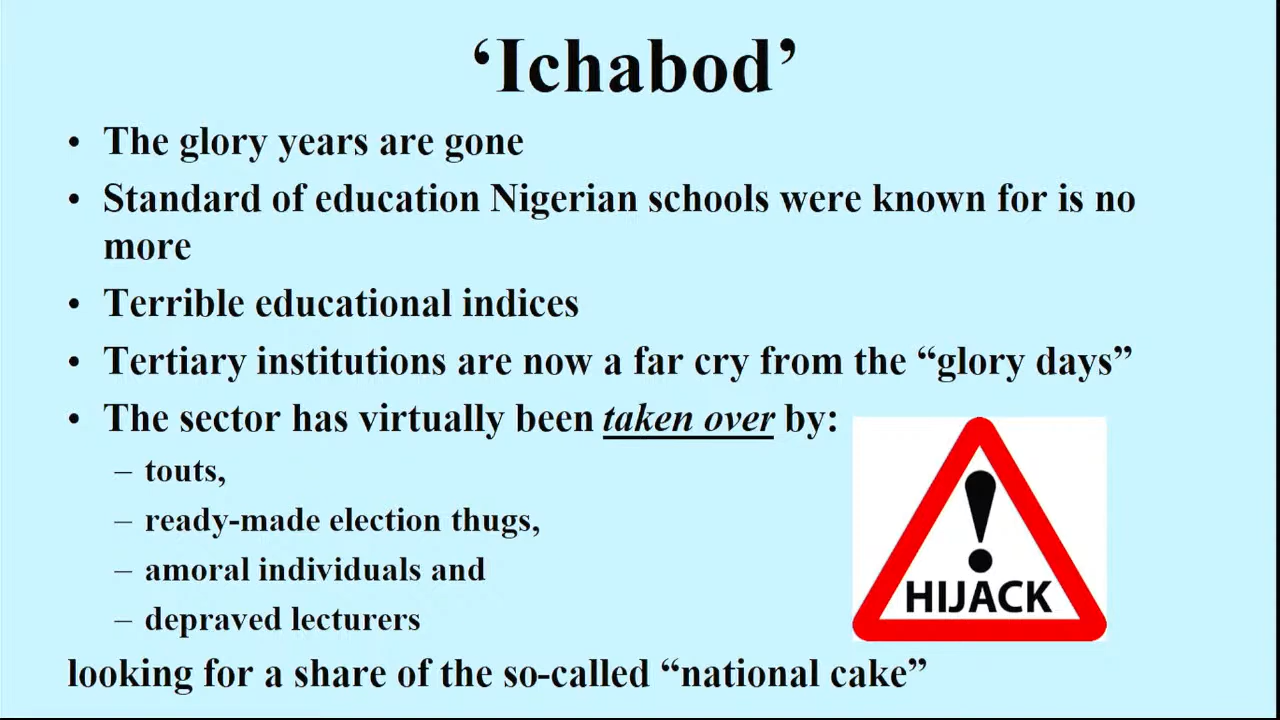 ‘Ichabod’
• The glory years are gone
• Standard of education Nigerian schools were known for is no
more
• Terrible educational indices
• Tertiary institutions are now a far cry from the “glory days”
• The sector has virtually been taken over by:
– touts,
– ready-made election thugs,
– amoral individuals and
– depraved lecturers
looking for a share of the so-called “national cake”
!
HIJACK